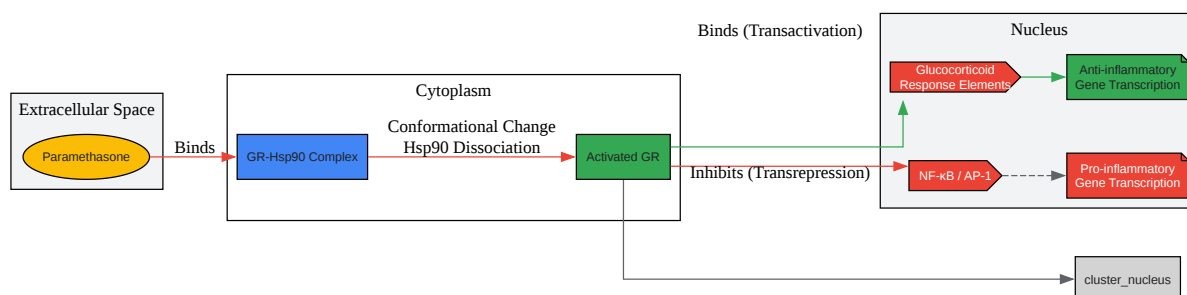 Extracellular Space
Paramethasone
Binds
Cytoplasm
GR-Hsp90 Complex
Conformational Change
Hsp90 Dissociation
Activated GR
Binds (Transactivation)
Inhibits (Transrepression)
Nucleus
Glucocorticoid
Response Elements
Anti-inflammatory
Gene Transcription
NF-κB / AP-1
Pro-inflammatory
Gene Transcription
cluster_nucleus